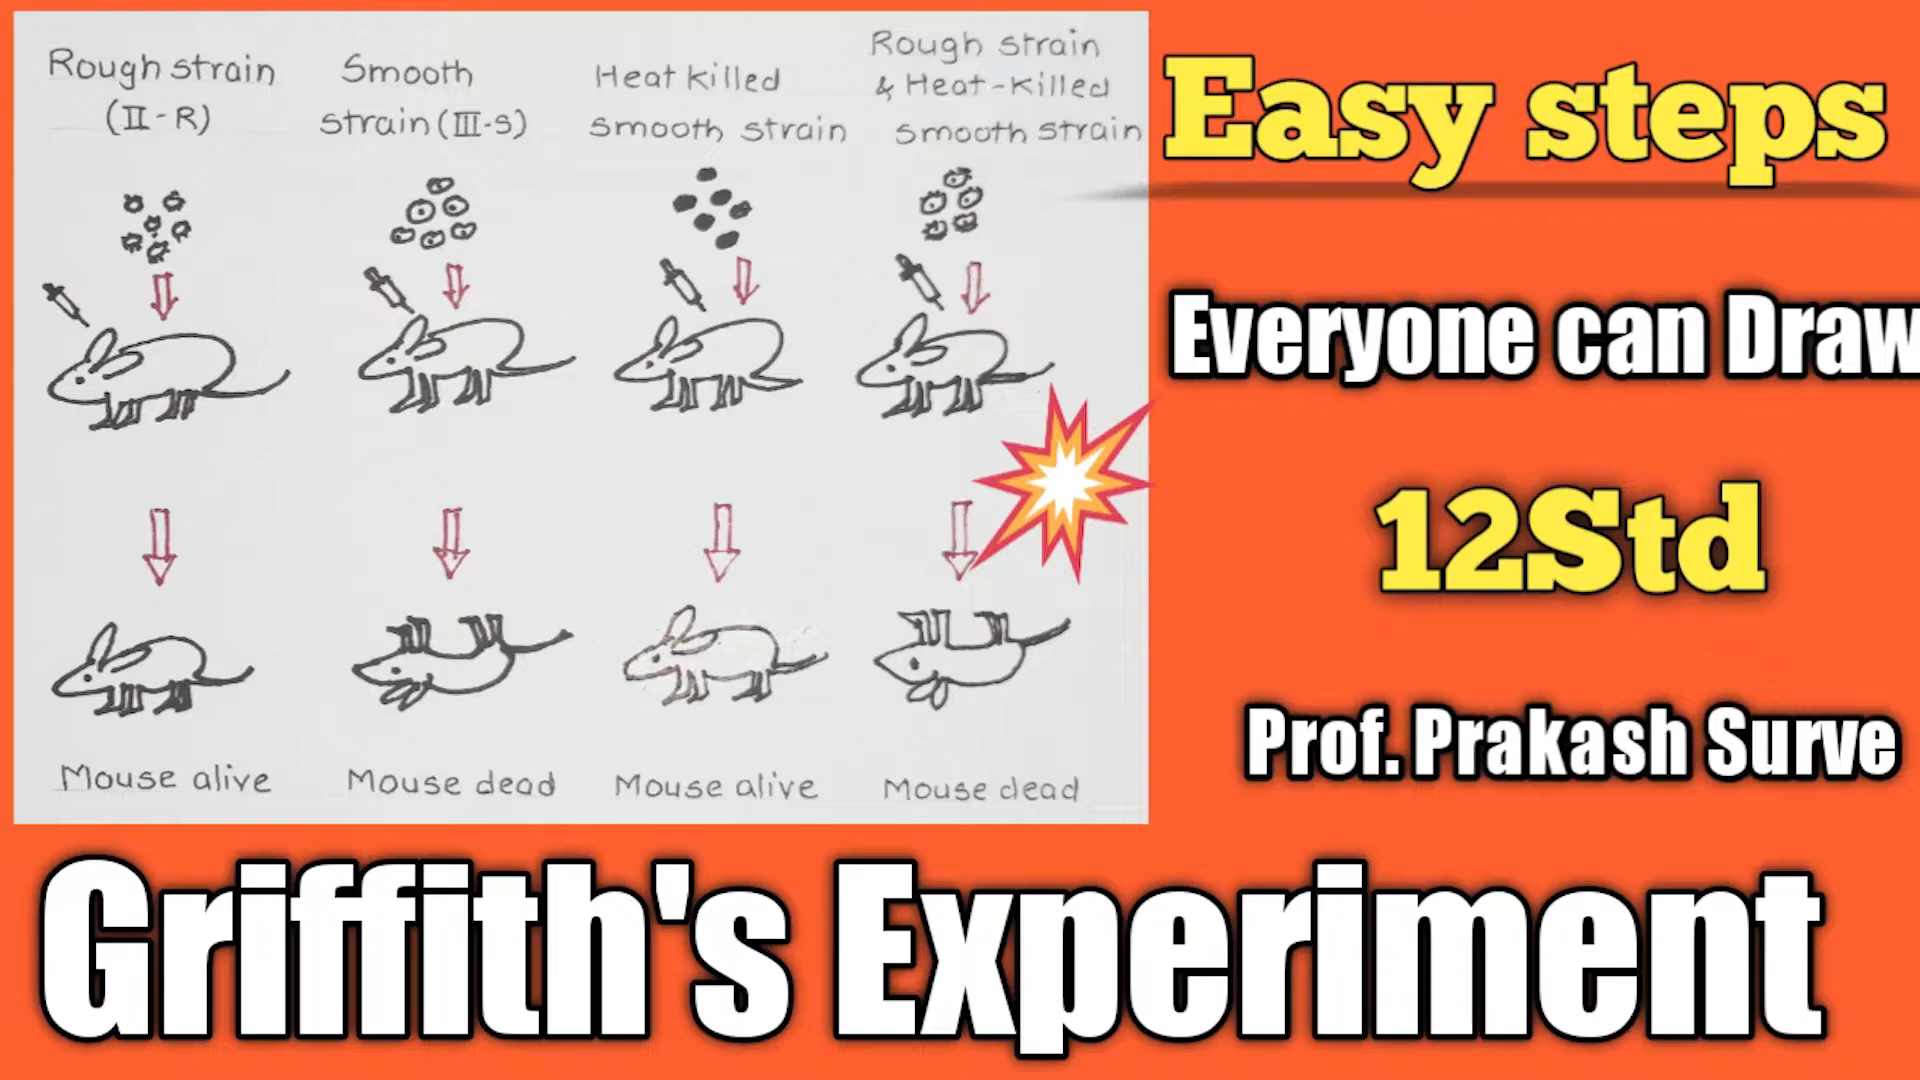 Rough strain
(II-R)
Smooth
strain (III-S)
Heat killed
smooth strain
Rough strain
& Heat-Killed
smooth strain
Mouse alive
Mouse dead
Mouse alive
Mouse dead
Easy steps
Everyone can Draw
12Std
Prof. Prakash Surve
Griffith's Experiment